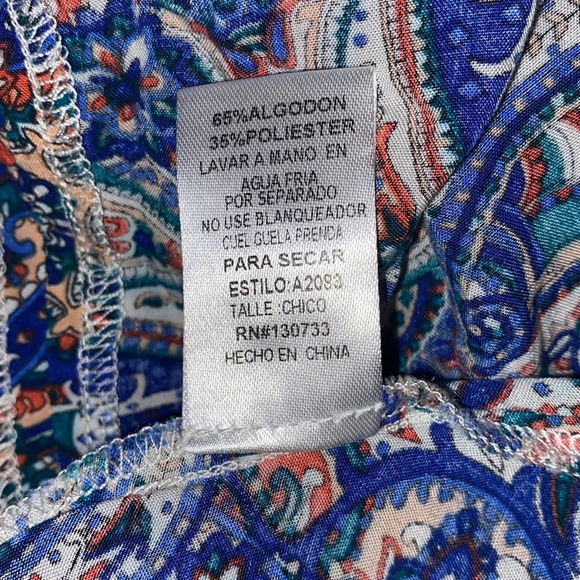 65%ALGODON
35%POLIESTER
LAVAR A MANO EN
AGUA FRIA
POR SEPARADO
NO USE BLANQUEADOR
CUEL GUELA PRENDA
PARA SECAR
ESTILO:A2093
TALLE :CHICO
RN#130733
HECHO EN CHINA